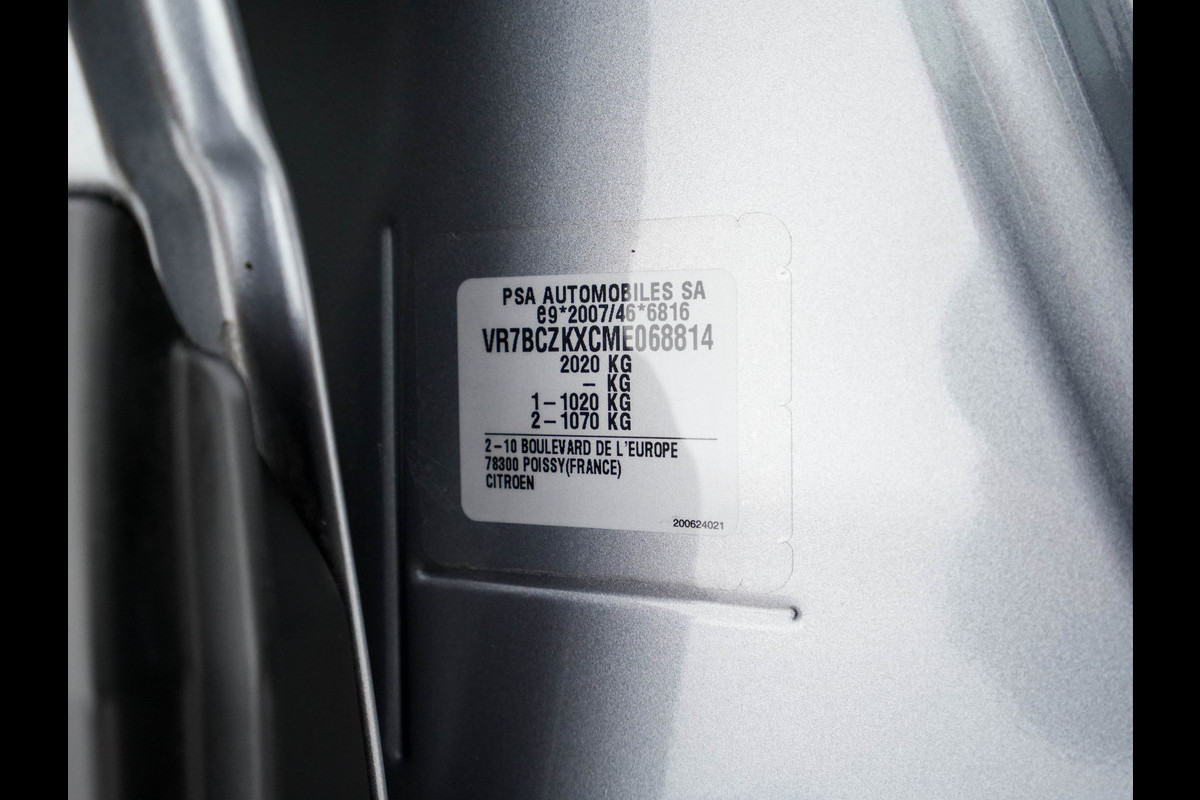 PSA AUTOMOBILES SA
e9*2007/46*6816
VR7BCZKXCME068814
2020 KG
– KG
1–1020 KG
2–1070 KG
2–10 BOULEVARD DE L'EUROPE
78300 POISSY(FRANCE)
CITROEN
200624021